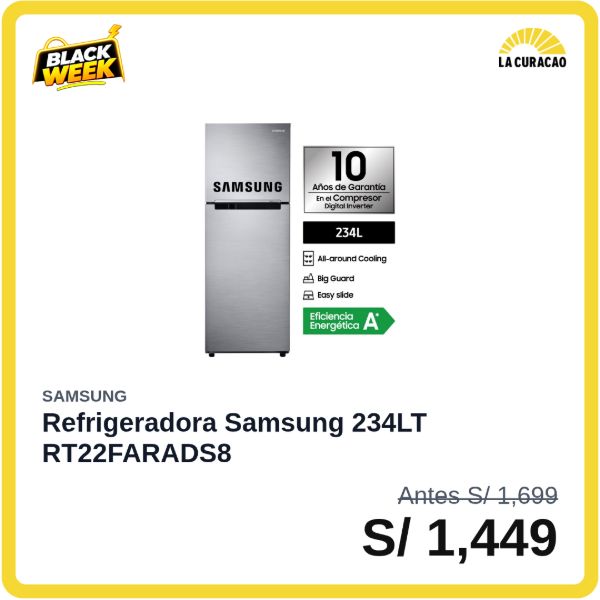 BLACK
WEEK
LA CURACAO
SAMSUNG
10
Años de Garantía
En el Compresor
Digital Inverter
234L
All-around Cooling
Big Guard
Easy slide
Eficiencia
Energética A*
SAMSUNG
Refrigeradora Samsung 234LT
RT22FARADS8
Antes S/ 1,699
S/ 1,449